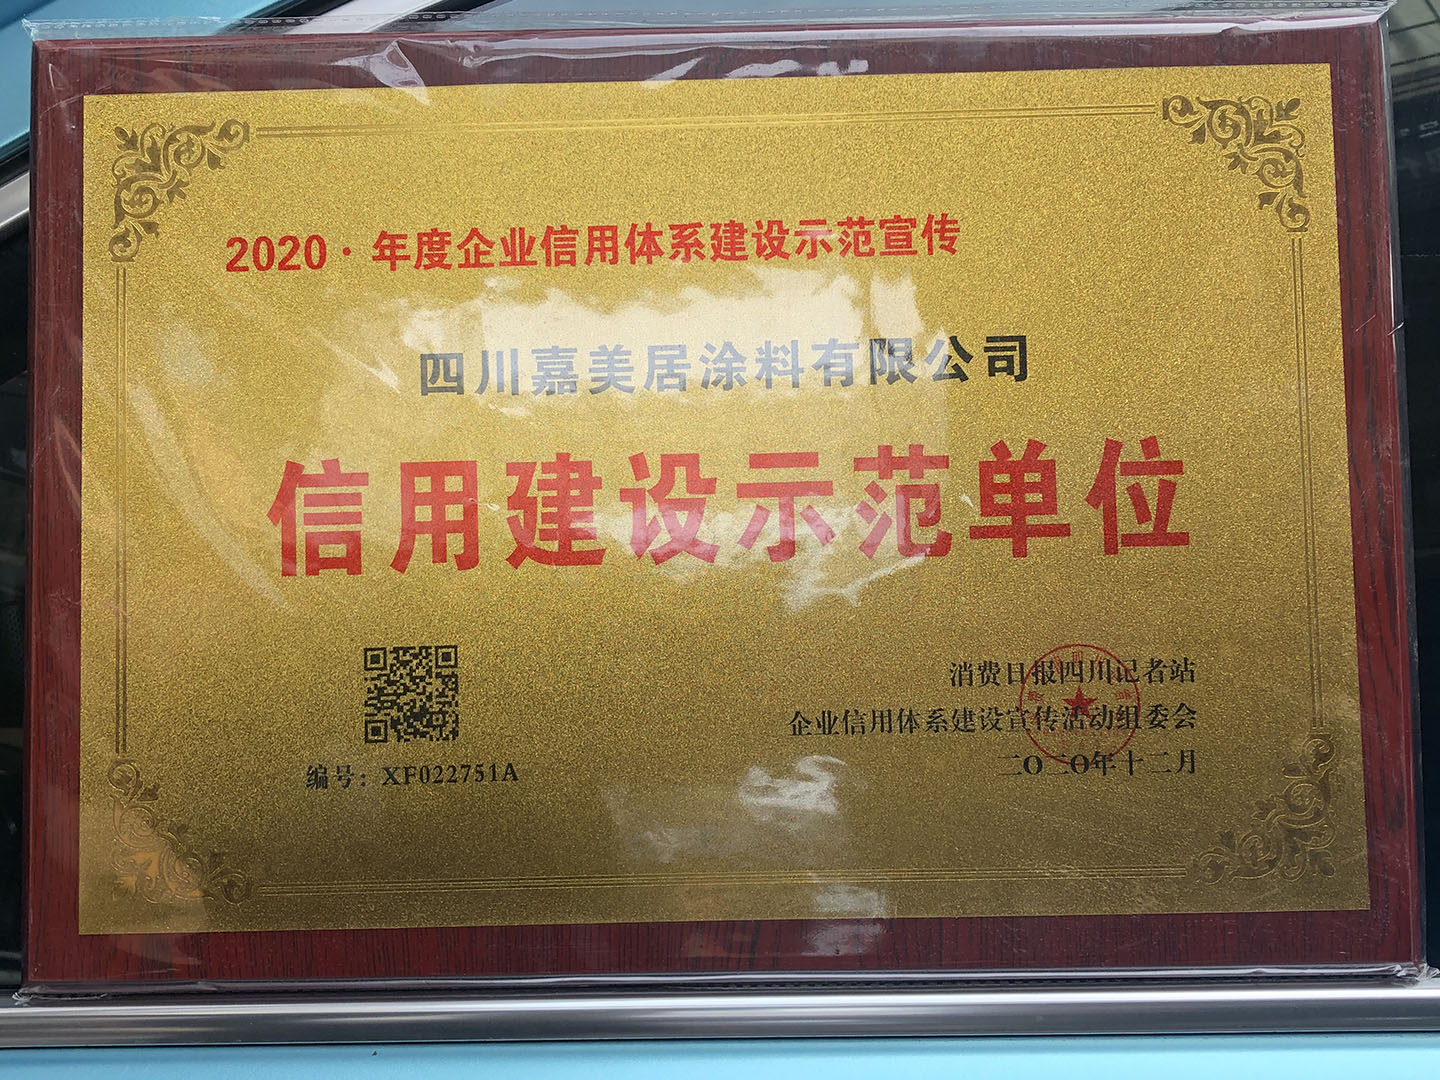 2020·年度企业信用体系建设示范宣传
四川嘉美居涂料有限公司
信用建设示范单位
消费日报四川记者站
企业信用体系建设宣传活动组委会
二〇二〇年十二月
编号：XF022751A